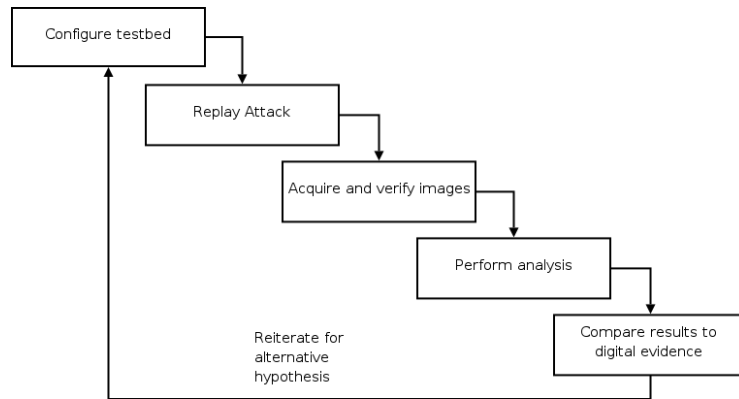 Configure testbed
Replay Attack
Acquire and verify images
Perform analysis
Compare results to
digital evidence
Reiterate for
alternative
hypothesis